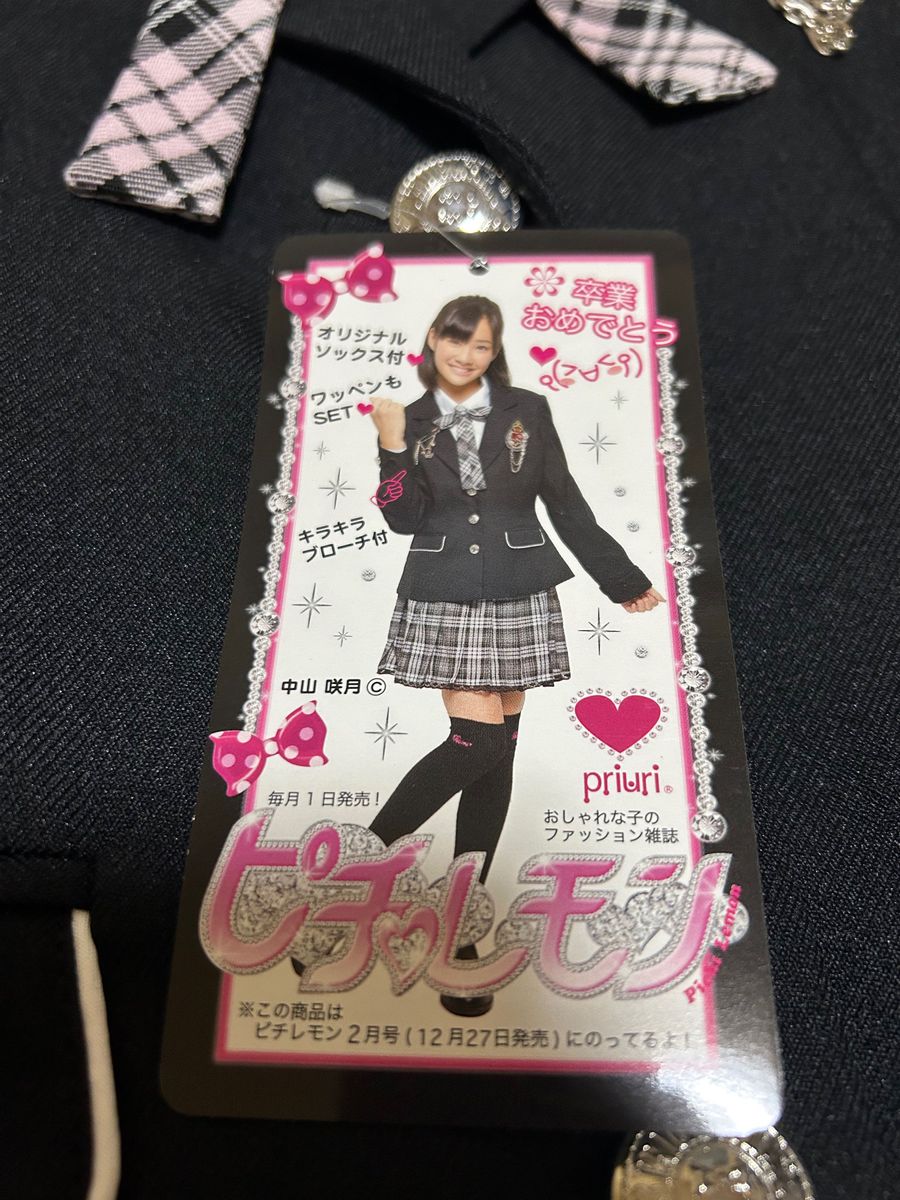 卒業
おめでとう
オリジナル
ソックス付
ワッペンも
SET
キラキラ
ブローチ付
中山 咲月 ©
priuri®
毎月1日発売!
おしゃれな子の
ファッション雑誌
ピチレモン
Pichi Lemon
※この商品は
ピチレモン2月号(12月27日発売)にのってるよ!